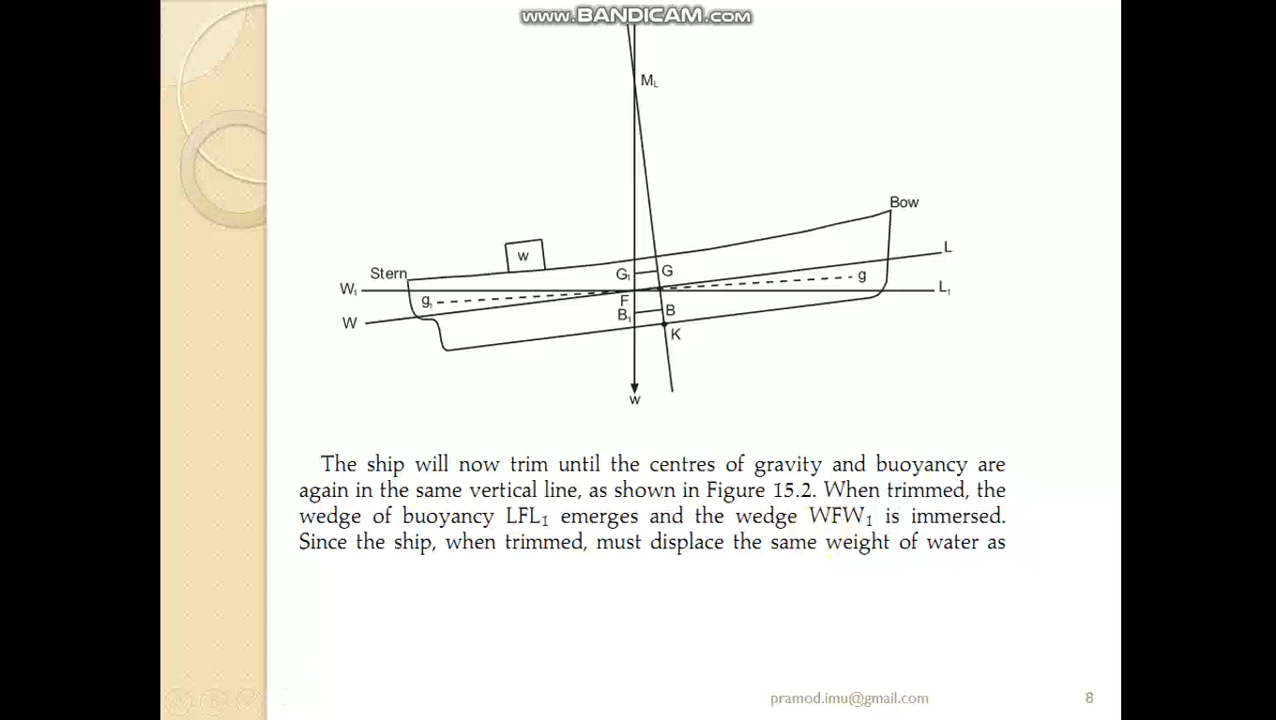 www.BANDICAM.com
M_L
Bow
w
L
Stern
G₁ G
g
W₁
L₁
g₁
F
B₁ B
W
K
w
The ship will now trim until the centres of gravity and buoyancy are
again in the same vertical line, as shown in Figure 15.2. When trimmed, the
wedge of buoyancy LFL₁ emerges and the wedge WFW₁ is immersed.
Since the ship, when trimmed, must displace the same weight of water as
pramod.imu@gmail.com
8